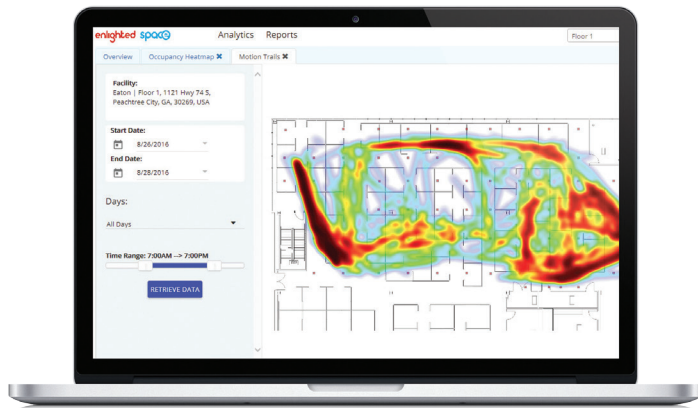 enlighted space
Analytics Reports
Floor 1
Overview
Occupancy Heatmap ✖
Motion Trails ✖
Facility:
Eaton | Floor 1, 1121 Hwy 74 S,
Peachtree City, GA, 30269, USA
Start Date:
8/26/2016
End Date:
8/28/2016
Days:
All Days
Time Range: 7:00AM --> 7:00PM
RETRIEVE DATA